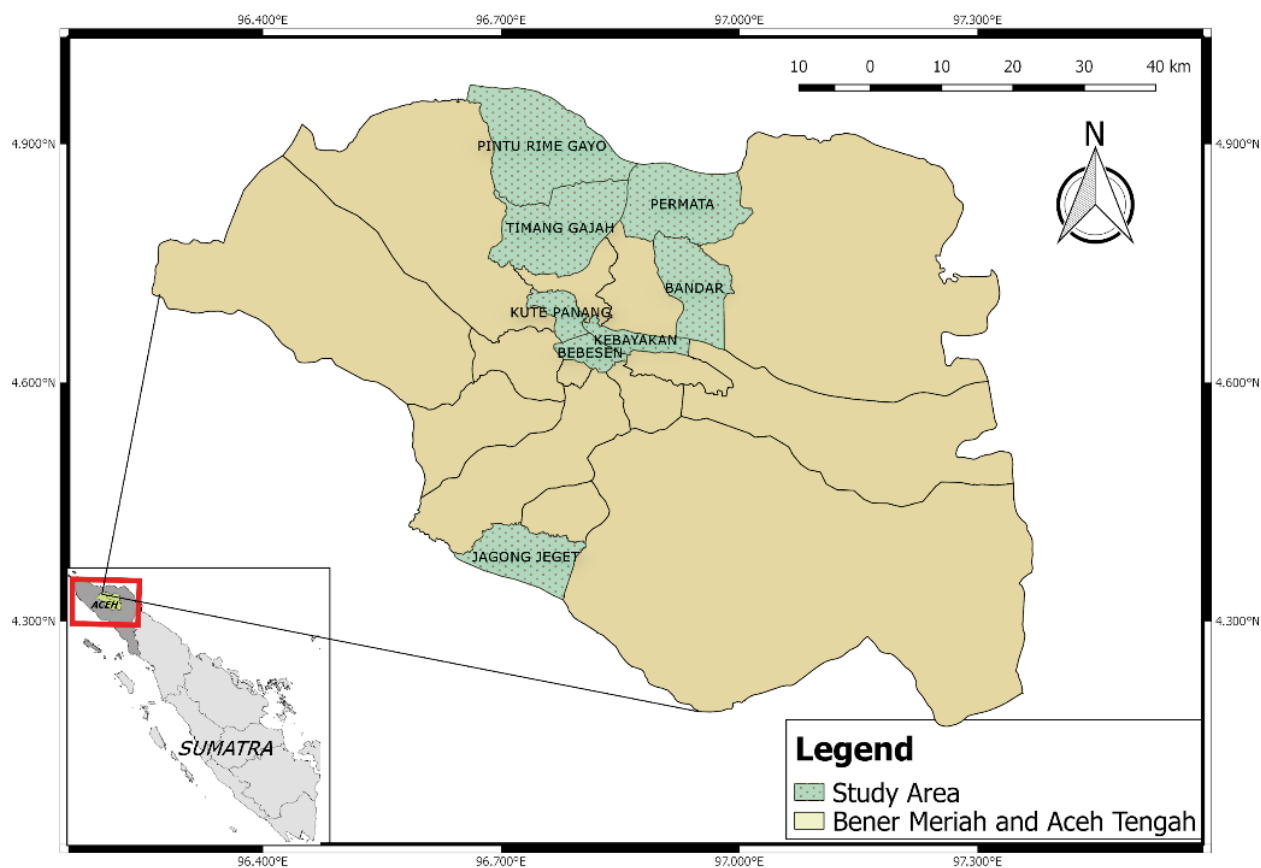 96.400°E 96.700°E 97.000°E 97.300°E
10 0 10 20 30 40 km
N
4.900°N 4.900°N
PINTU RIME GAYO
PERMATA
TIMANG GAJAH
BANDAR
KUTE PANANG
KEBAYAKAN
BEBESEN
4.600°N 4.600°N
JAGONG JEGET
ACEH
4.300°N 4.300°N
SUMATRA
Legend
Study Area
Bener Meriah and Aceh Tengah
96.400°E 96.700°E 97.000°E 97.300°E